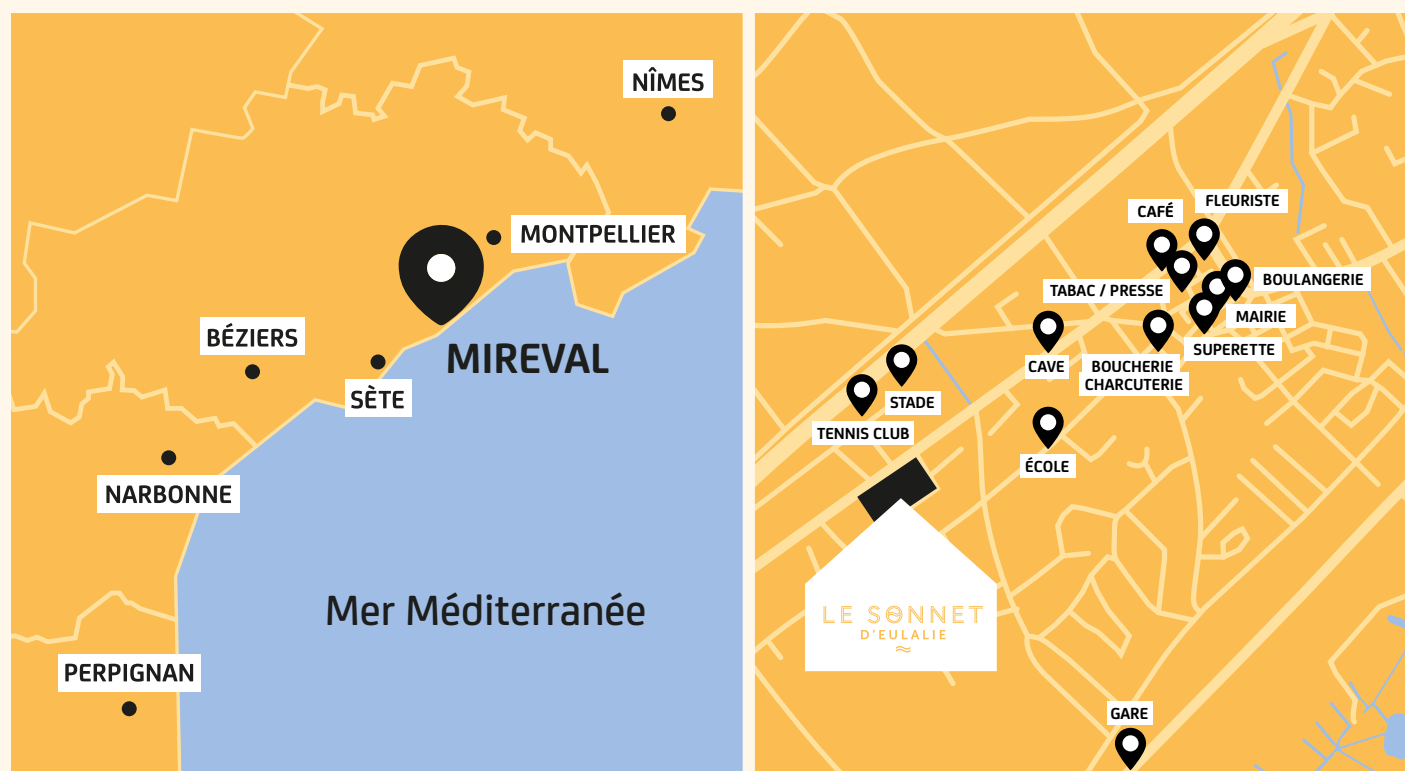 NÎMES
MONTPELLIER
BÉZIERS
MIREVAL
SÈTE
NARBONNE
Mer Méditerranée
PERPIGNAN
FLEURISTE
CAFÉ
BOULANGERIE
TABAC / PRESSE
MAIRIE
SUPERETTE
CAVE
BOUCHERIE
CHARCUTERIE
STADE
TENNIS CLUB
ÉCOLE
LE SONNET
D'EULALIE
GARE